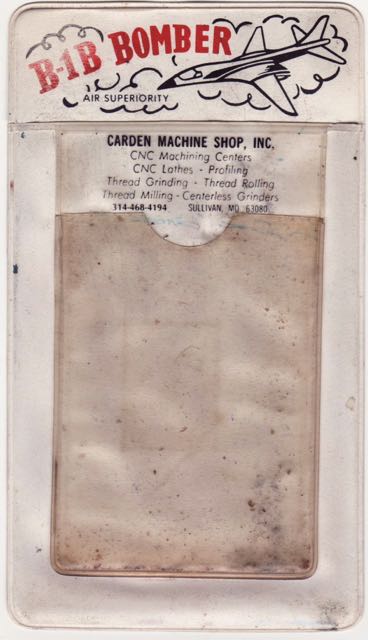 B-1B BOMBER
AIR SUPERIORITY
CARDEN MACHINE SHOP, INC.
CNC Machining Centers
CNC Lathes - Profiling
Thread Grinding - Thread Rolling
Thread Milling - Centerless Grinders
314-468-4194 SULLIVAN, MO 63080